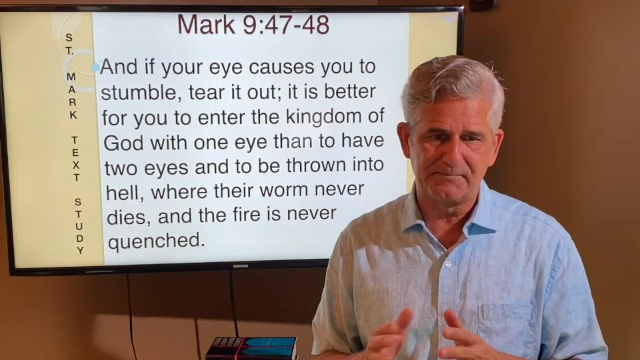 Mark 9:47-48
And if your eye causes you to
stumble, tear it out; it is better
for you to enter the kingdom of
God with one eye than to have
two eyes and to be thrown into
hell, where their worm never
dies, and the fire is never
quenched.
ST. MARK TEXT STUDY